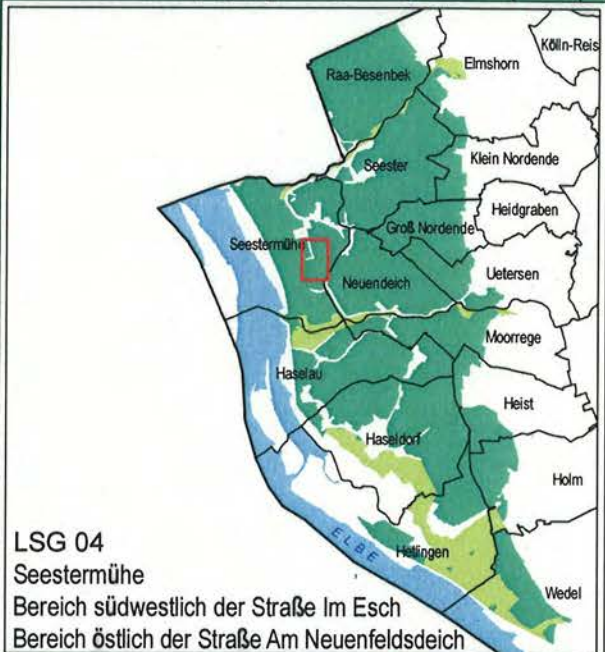 Kölln-Reis
Elmshorn
Raa-Besenbek
Klein Nordende
Seester
Heidgraben
Groß Nordende
Seestermühe
Uetersen
Neuendeich
Moorrege
Haselau
Heist
Haseldorf
Holm
ELBE
Hetlingen
Wedel
LSG 04
Seestermühe
Bereich südwestlich der Straße Im Esch
Bereich östlich der Straße Am Neuenfeldsdeich